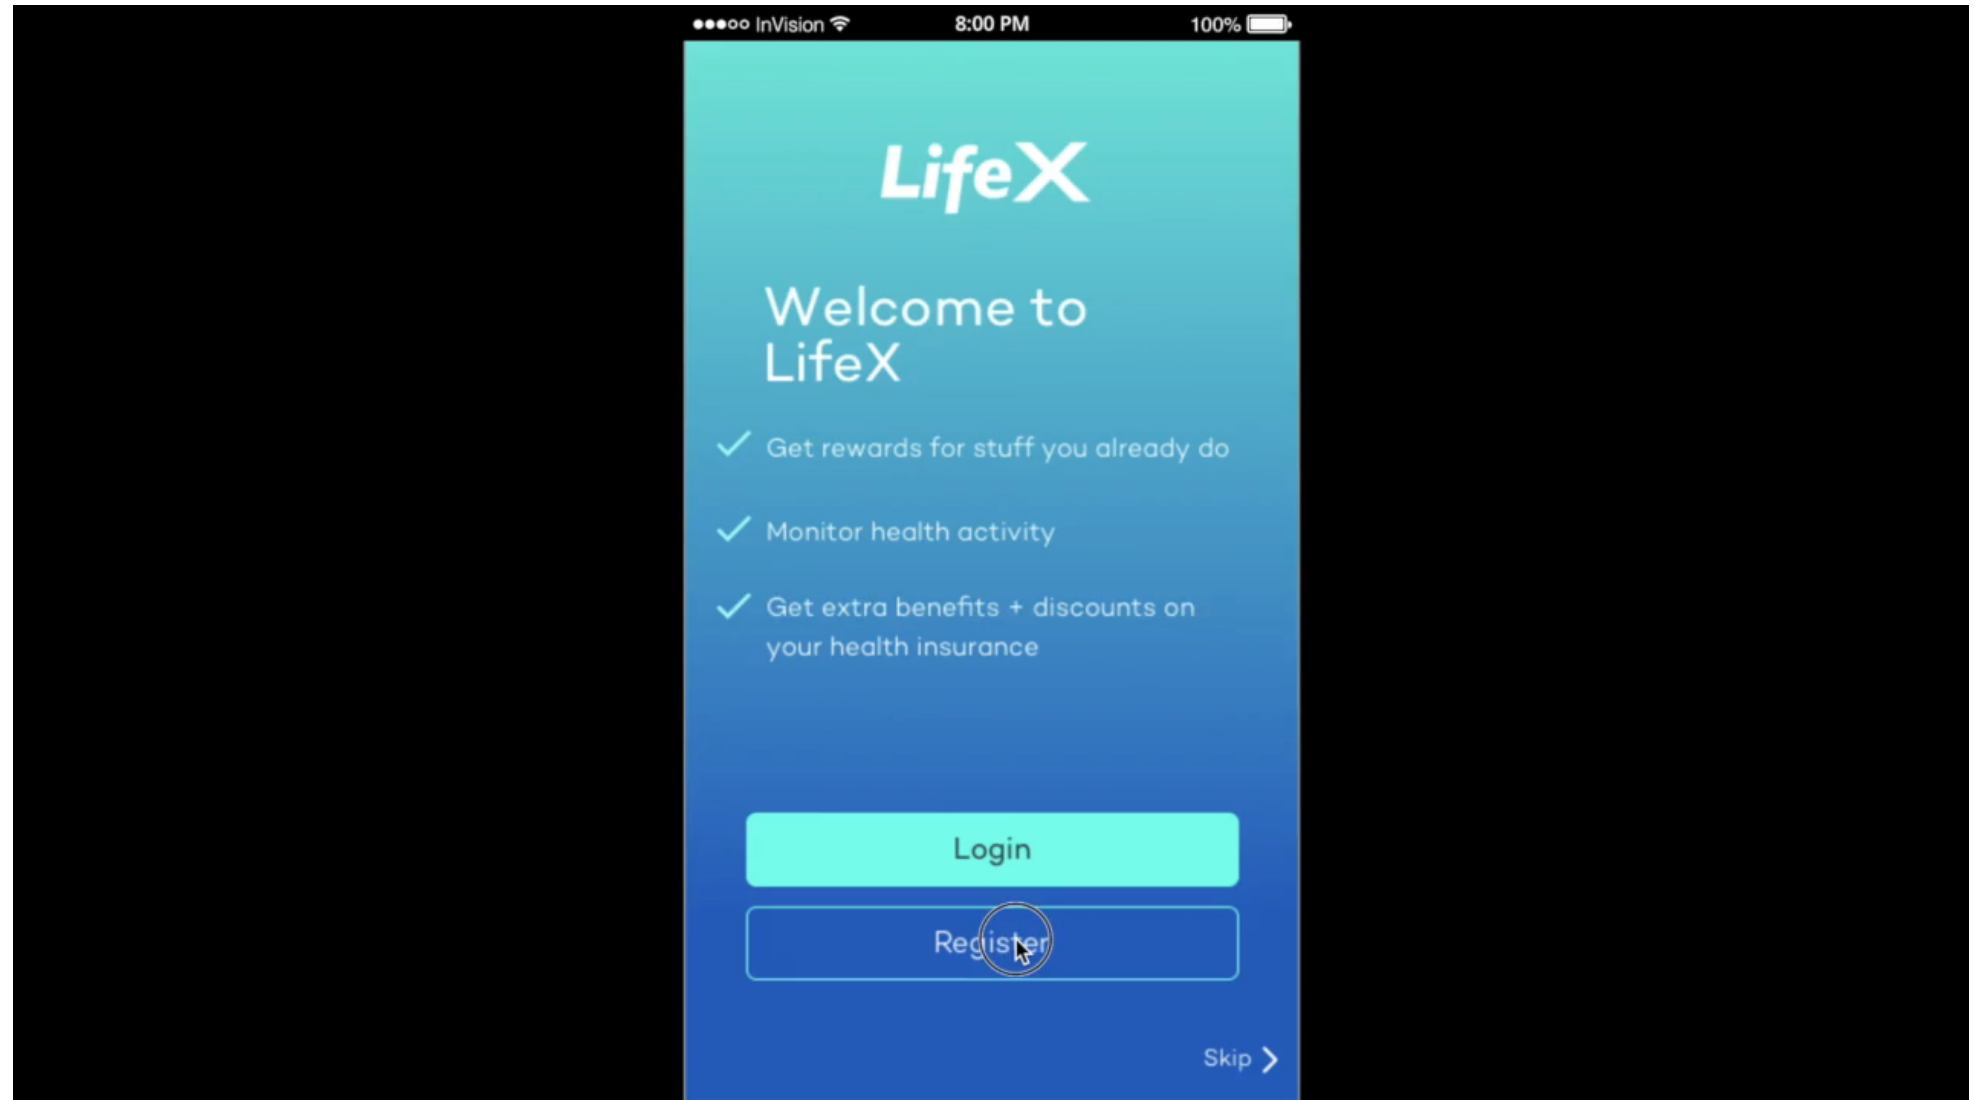 InVision 8:00 PM 100%
LifeX
Welcome to
LifeX
Get rewards for stuff you already do
Monitor health activity
Get extra benefits + discounts on
your health insurance
Login
Register
Skip